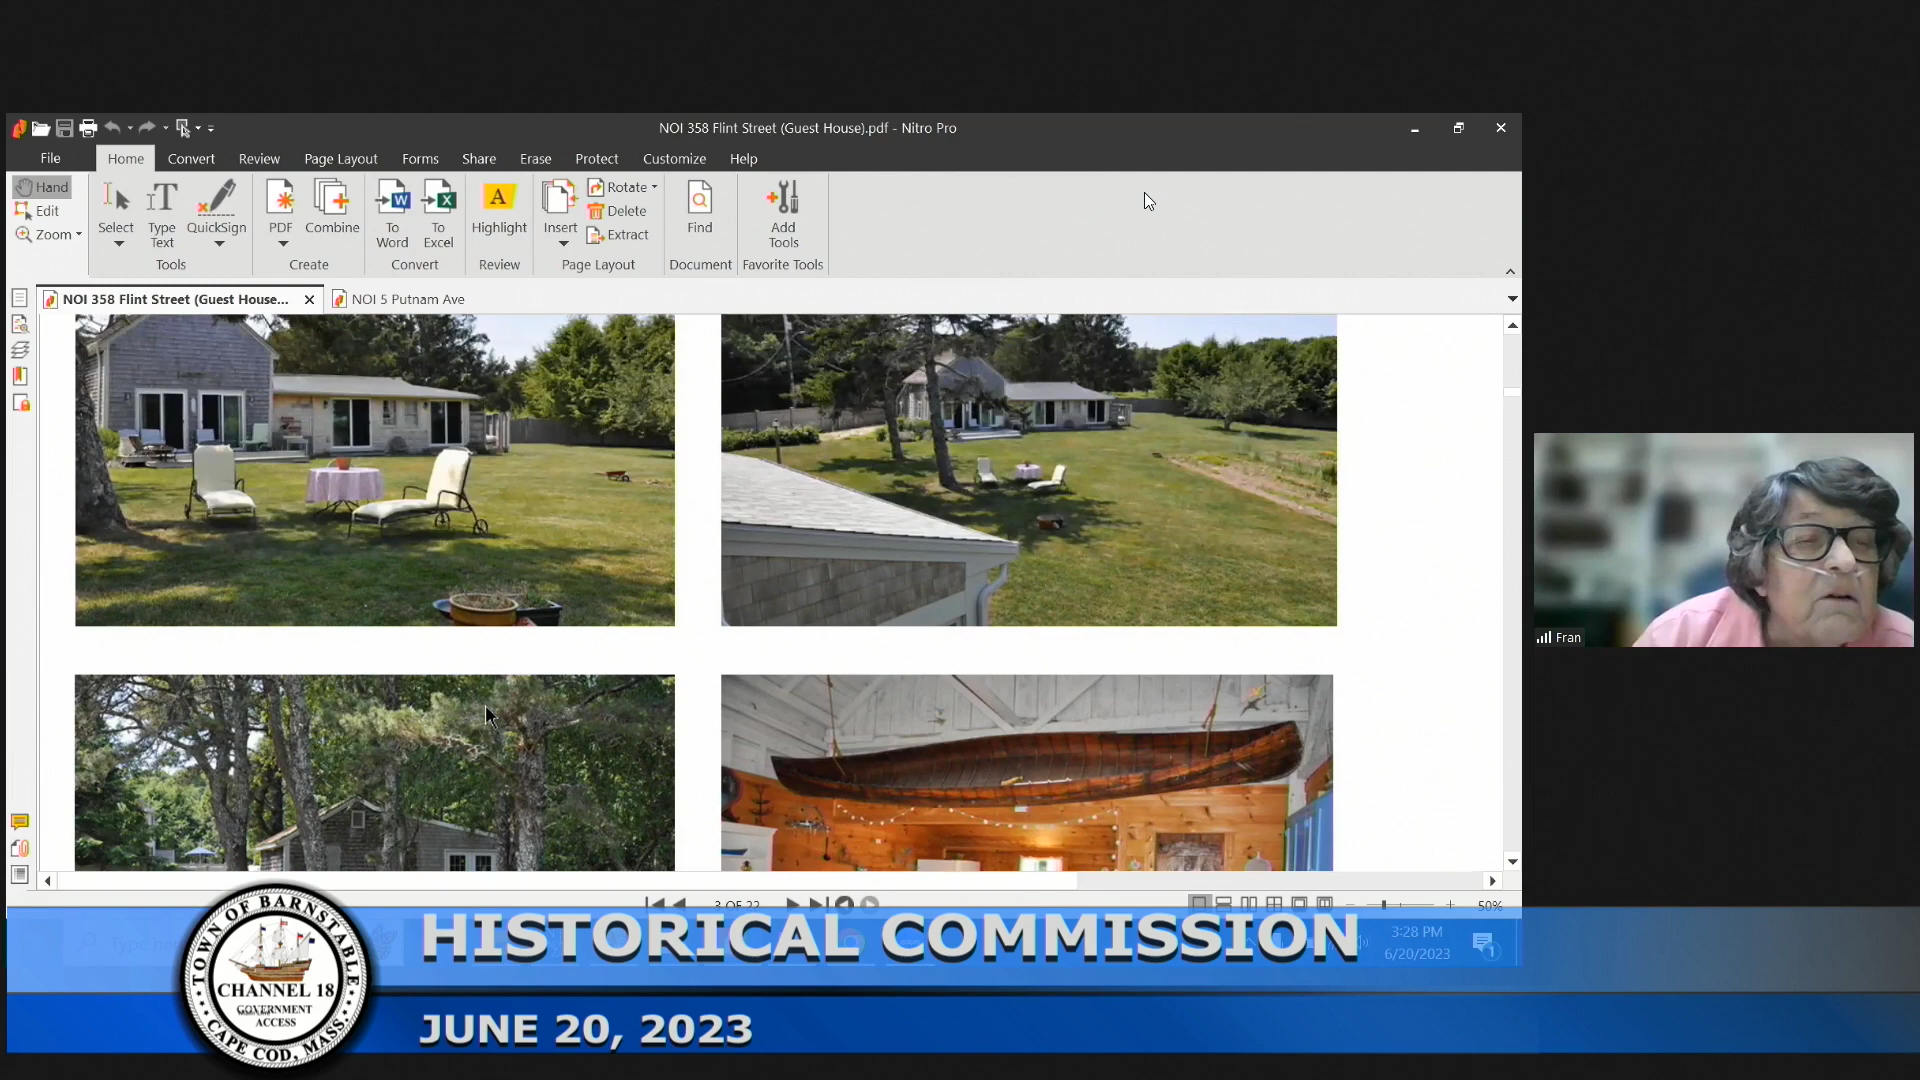 NOI 358 Flint Street (Guest House).pdf - Nitro Pro
File Home Convert Review Page Layout Forms Share Erase Protect Customize Help
Hand
Edit
Zoom
Select
Type Text
QuickSign
Tools
PDF
Combine
Create
To Word
To Excel
Convert
A
Highlight
Review
Insert
Rotate
Delete
Extract
Page Layout
Find
Document
Add Tools
Favorite Tools
NOI 358 Flint Street (Guest House...
NOI 5 Putnam Ave
Fran
3 OF 22
50%
3:28 PM
6/20/2023
1
TOWN OF BARNSTABLE
CHANNEL 18
GOVERNMENT
ACCESS
CAPE COD, MASS.
HISTORICAL COMMISSION
JUNE 20, 2023